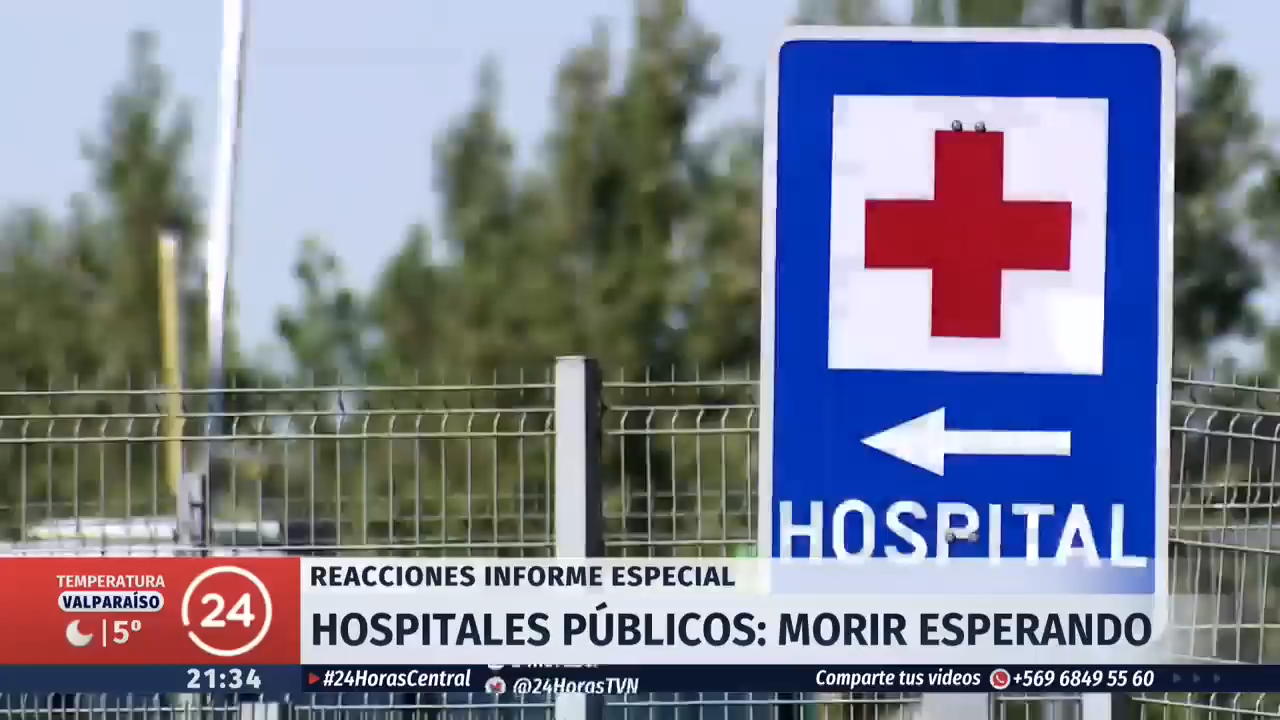 HOSPITAL
REACCIONES INFORME ESPECIAL
HOSPITALES PÚBLICOS: MORIR ESPERANDO
TEMPERATURA
VALPARAÍSO
5º
24
21:34
#24HorasCentral
@24HorasTVN
Comparte tus videos
+569 6849 55 60